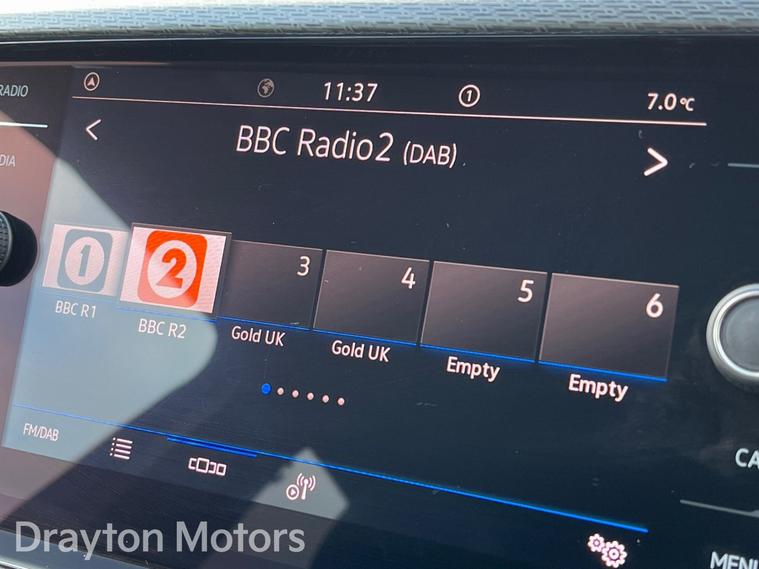 RADIO
11:37
1
7.0°C
DIA
BBC Radio2 (DAB)
1
2
3
4
5
6
BBC R1
BBC R2
Gold UK
Gold UK
Empty
Empty
FM/DAB
CA
MENU
Drayton Motors